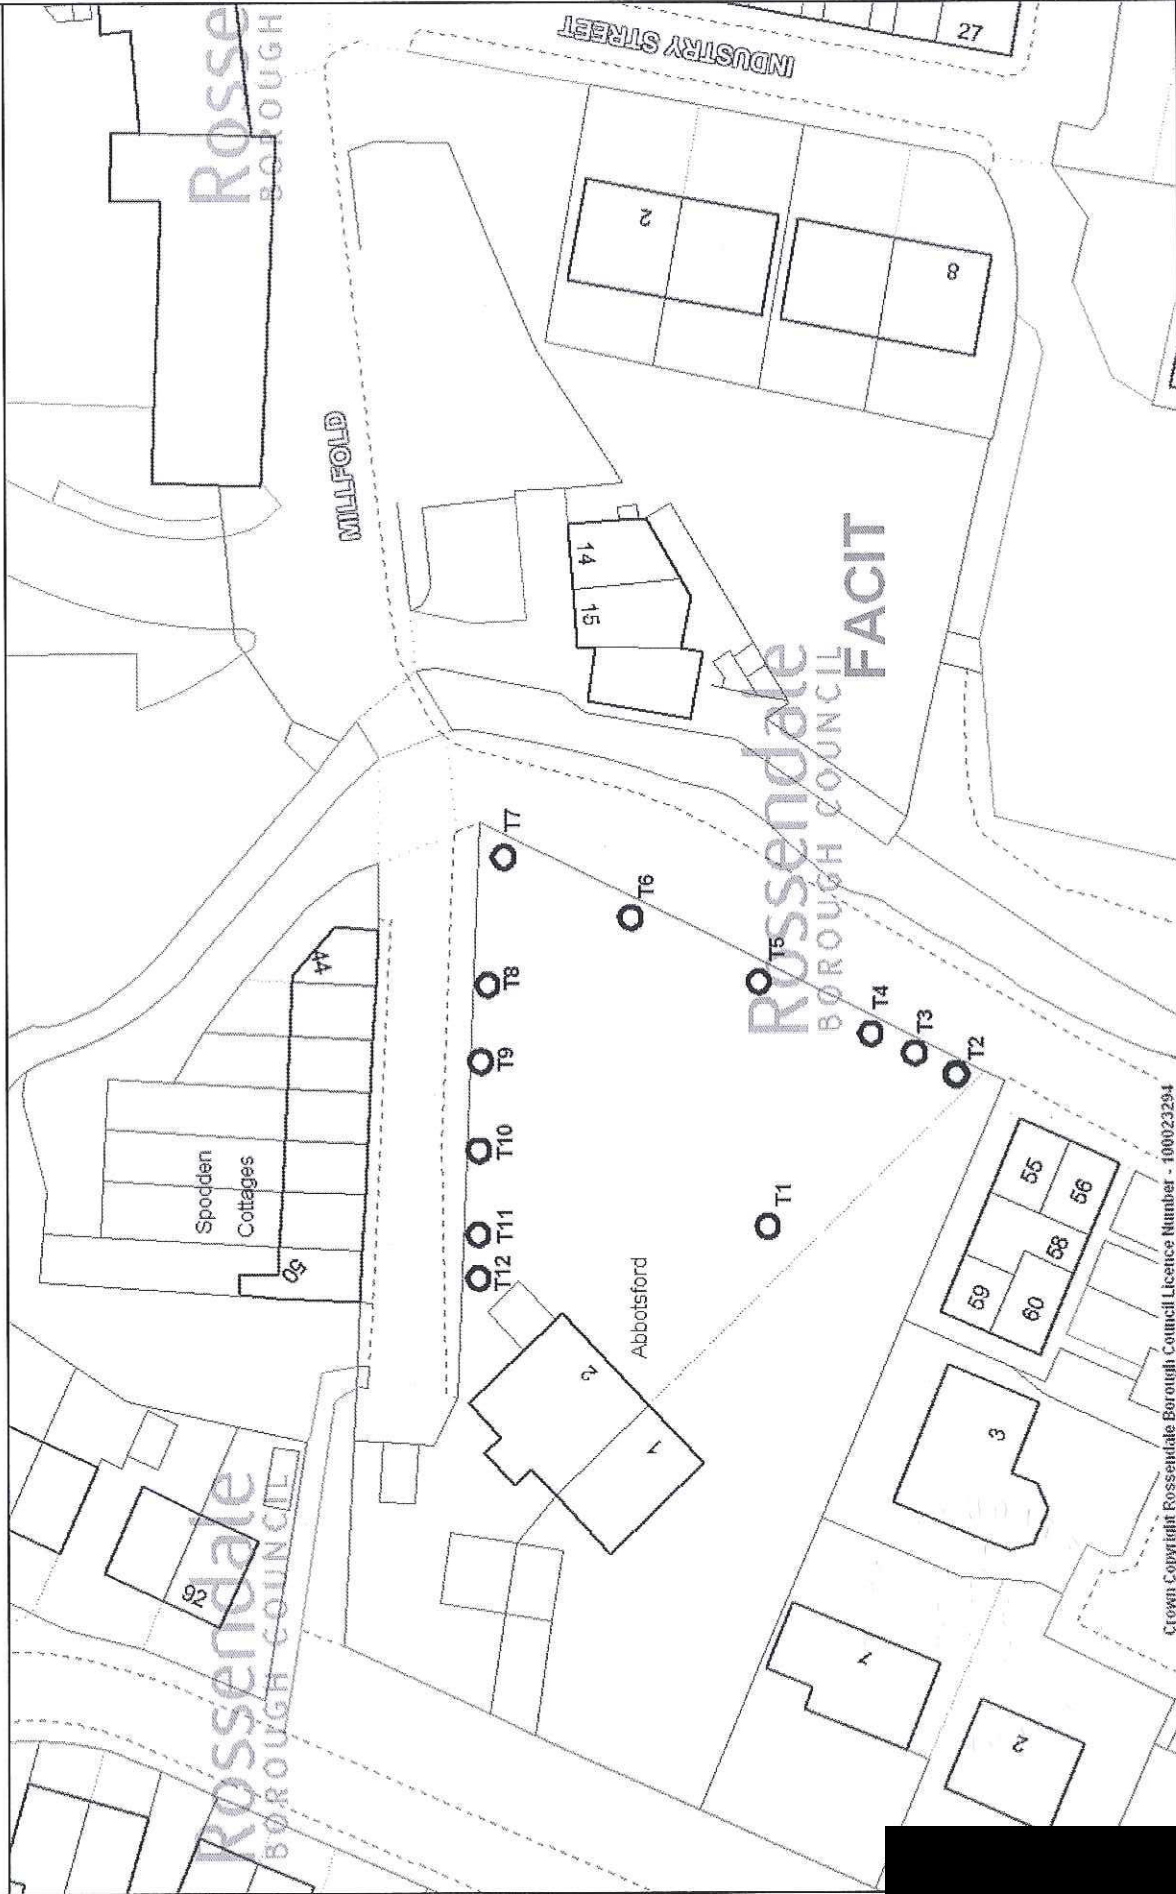 Rossendale
BOROUGH COUNCIL
92
Spodden
Cottages
50
44
MILLFOLD
Rosse
BOROUGH
INDUSTRY STREET
27
2
8
14
15
FACIT
Rossendale
BOROUGH COUNCIL
T7
T6
T5
T4
T3
T2
T8
T9
T10
T11
T12
T1
Abbotsford
2
1
55
56
58
59
60
3
7
2
Crown Copyright Rossendale Borough Council Licence Number - 100023294